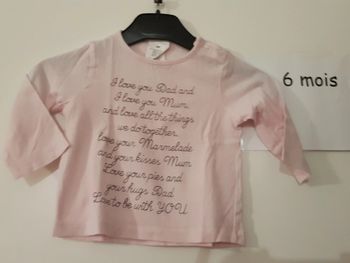 I love you Dad and
I love you Mum
and love all the things
we do together
love your Marmelade
and your kisses Mum
Love your pies and
your hugs Dad
Love to be with YOU
6 mois